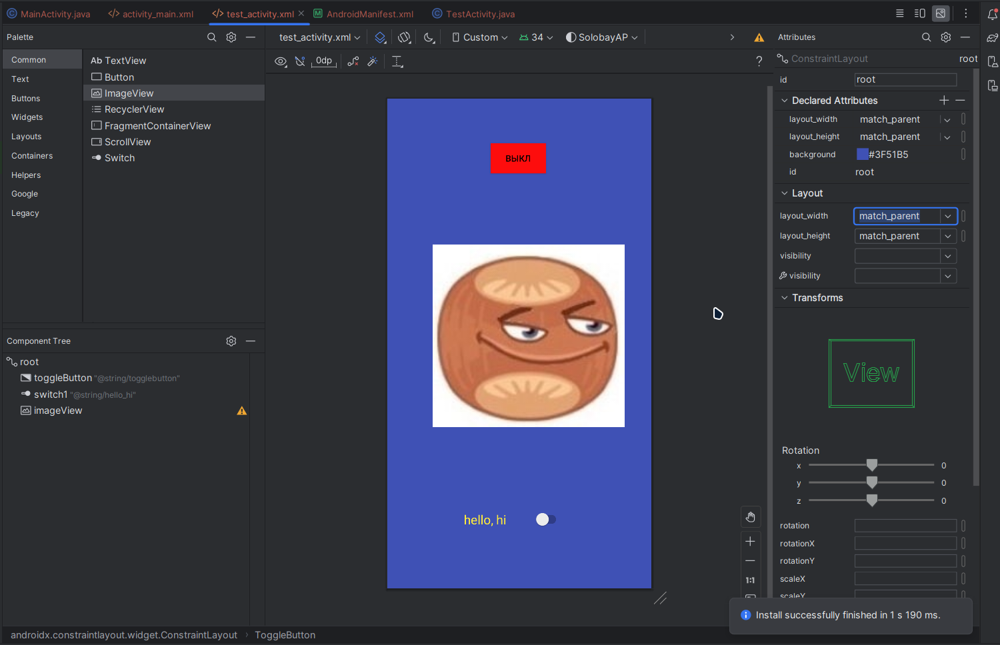 MainActivity.java
activity_main.xml
test_activity.xml
AndroidManifest.xml
TestActivity.java
Palette
test_activity.xml
Custom
34
SolobayAP
Attributes
Common
Text
Buttons
Widgets
Layouts
Containers
Helpers
Google
Legacy
Ab TextView
Button
ImageView
RecyclerView
FragmentContainerView
ScrollView
Switch
0dp
?
ConstraintLayout root
id root
Declared Attributes
layout_width match_parent
layout_height match_parent
background #3F51B5
id root
Layout
layout_width match_parent
layout_height match_parent
visibility
visibility
Transforms
View
Rotation
x 0
y 0
z 0
rotation
rotationX
rotationY
scaleX
scaleY
ВЫКЛ
hello, hi
1:1
Component Tree
root
toggleButton "@string/togglebutton"
switch1 "@string/hello_hi"
imageView
Install successfully finished in 1 s 190 ms.
androidx.constraintlayout.widget.ConstraintLayout › ToggleButton